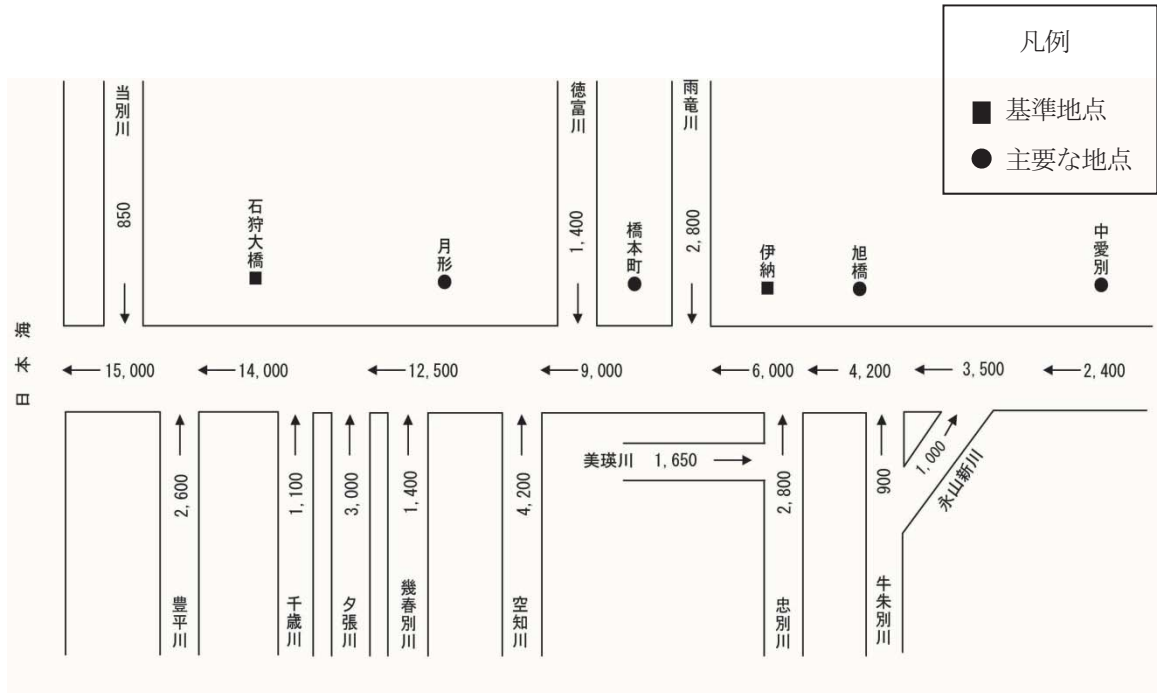 凡例
■ 基準地点
● 主要な地点
当別川
850
石狩大橋
月形
徳富川
1,400
橋本町
雨竜川
2,800
伊納
旭橋
中愛別
日本海
15,000
14,000
12,500
9,000
6,000
4,200
3,500
2,400
豊平川
2,600
千歳川
1,100
夕張川
3,000
幾春別川
1,400
空知川
4,200
美瑛川 1,650
忠別川
2,800
牛朱別川
900
永山新川
1,000